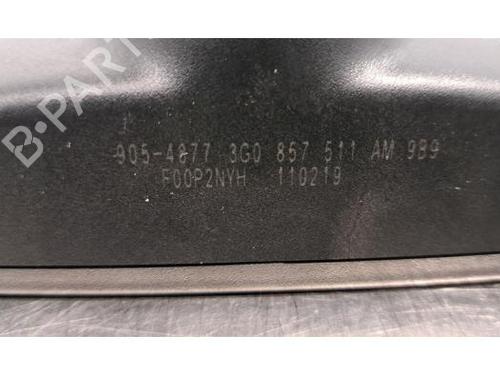 B-PARTS
905-4877 3G0 857 511 AM 9B9
F00P2NYH 110219